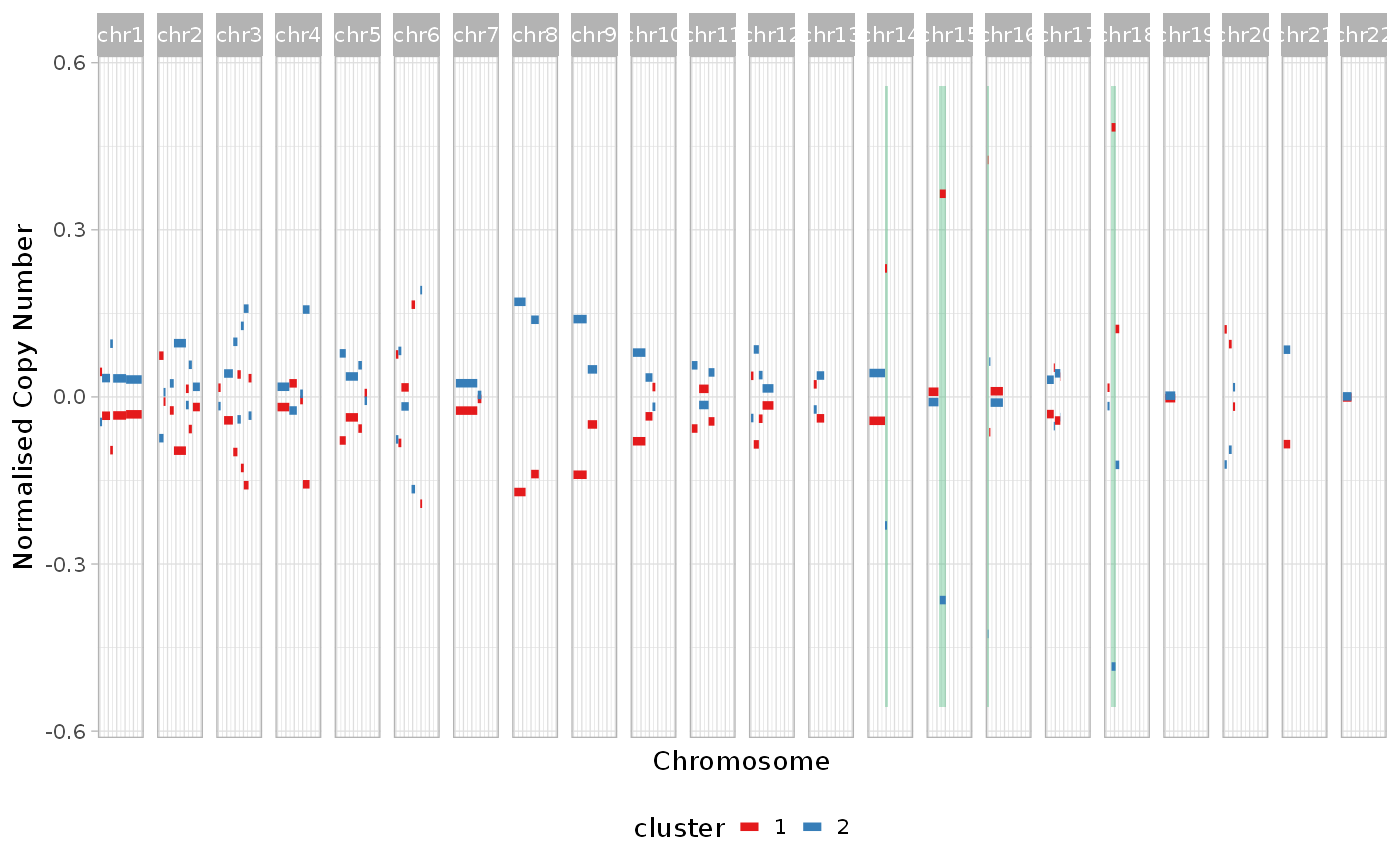 chr1 chr2 chr3 chr4 chr5 chr6 chr7 chr8 chr9 chr10 chr11 chr12 chr13 chr14 chr15 chr16 chr17 chr18 chr19 chr20 chr21 chr22
0.6
0.3
0.0
-0.3
-0.6
Normalised Copy Number
Chromosome
cluster 1 2